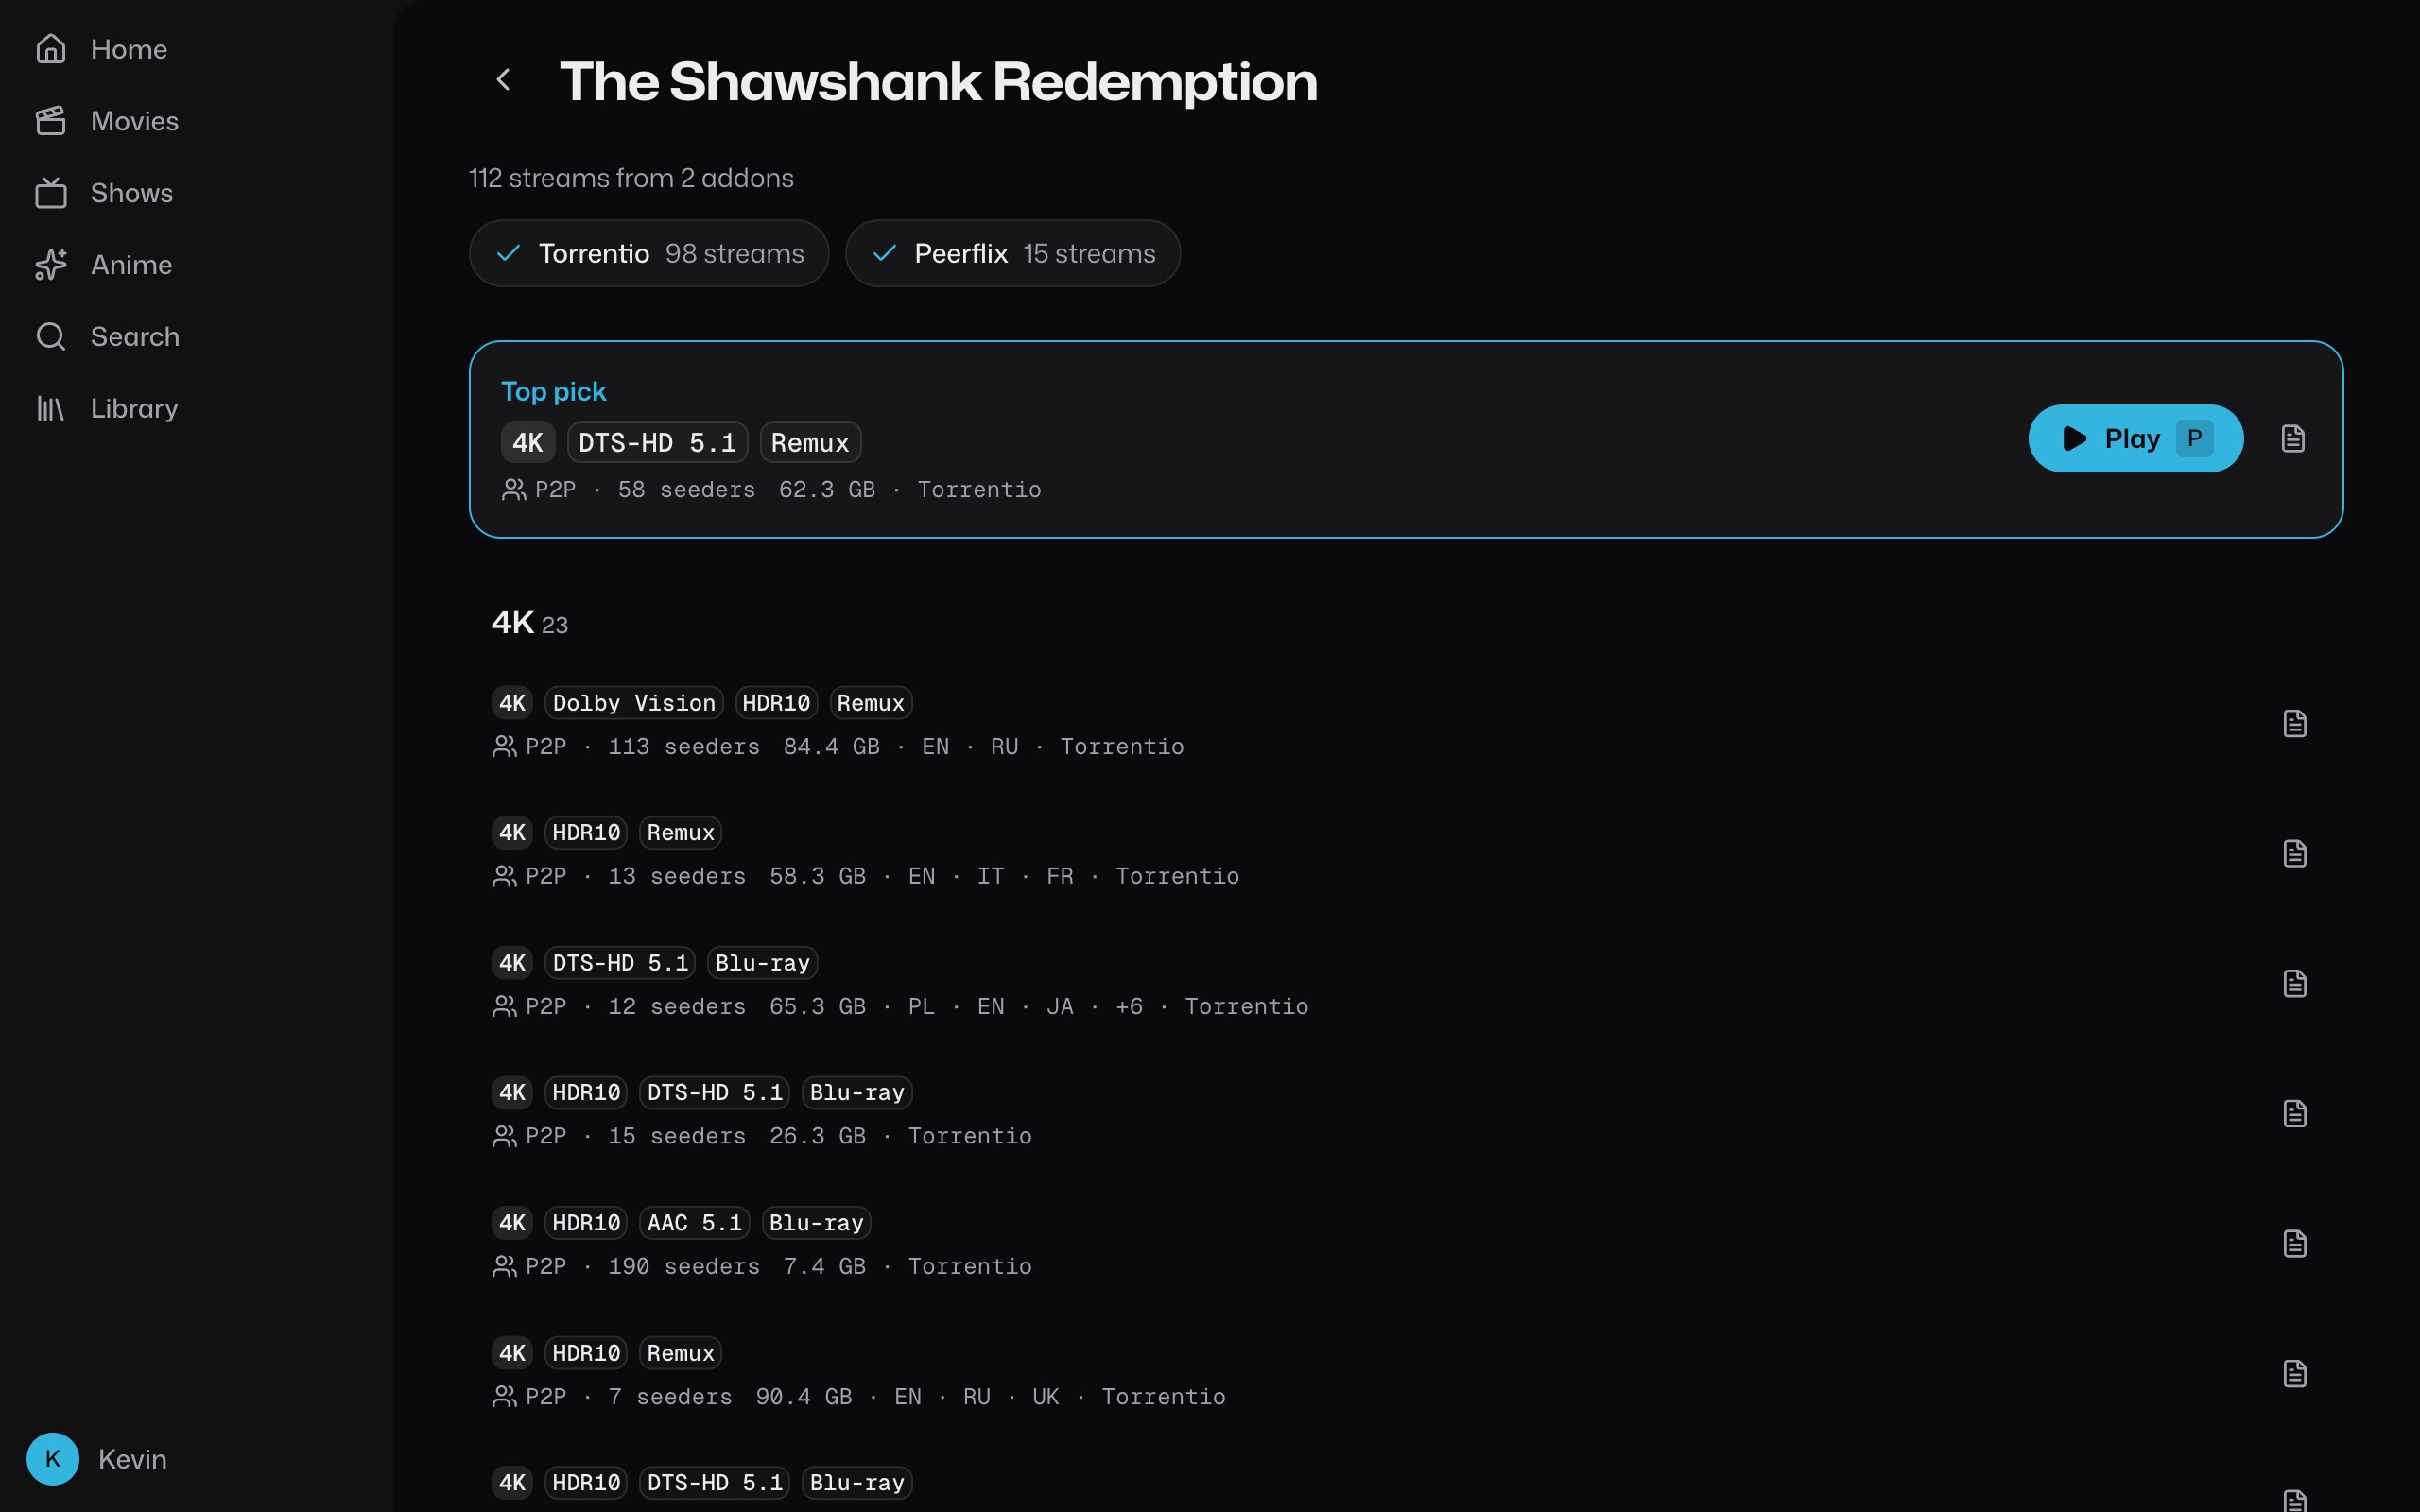 Home
Movies
Shows
Anime
Search
Library
K Kevin
The Shawshank Redemption
112 streams from 2 addons
Torrentio 98 streams Peerflix 15 streams
Top pick
4K DTS-HD 5.1 Remux
P2P · 58 seeders 62.3 GB · Torrentio
Play P
4K 23
4K Dolby Vision HDR10 Remux
P2P · 113 seeders 84.4 GB · EN · RU · Torrentio
4K HDR10 Remux
P2P · 13 seeders 58.3 GB · EN · IT · FR · Torrentio
4K DTS-HD 5.1 Blu-ray
P2P · 12 seeders 65.3 GB · PL · EN · JA · +6 · Torrentio
4K HDR10 DTS-HD 5.1 Blu-ray
P2P · 15 seeders 26.3 GB · Torrentio
4K HDR10 AAC 5.1 Blu-ray
P2P · 190 seeders 7.4 GB · Torrentio
4K HDR10 Remux
P2P · 7 seeders 90.4 GB · EN · RU · UK · Torrentio
4K HDR10 DTS-HD 5.1 Blu-ray